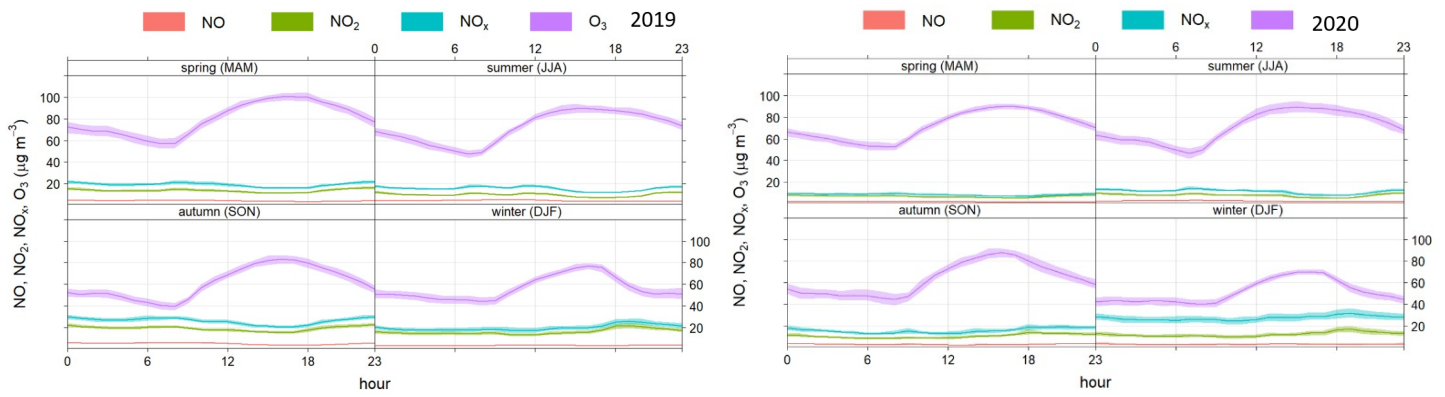 NO NO₂ NOₓ O₃ 2019
0 6 12 18 23
spring (MAM) summer (JJA)
100
80
60
40
20
autumn (SON) winter (DJF)
100
80
60
40
20
0 6 12 18 23
hour
NO, NO₂, NOₓ, O₃ (µg m⁻³)
NO NO₂ NOₓ 2020
0 6 12 18 23
spring (MAM) summer (JJA)
100
80
60
40
20
autumn (SON) winter (DJF)
100
80
60
40
20
0 6 12 18 23
hour
NO, NO₂, NOₓ, O₃ (µg m⁻³)